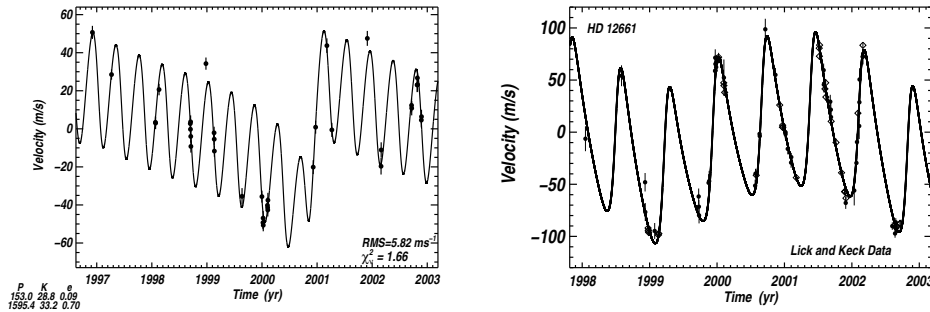 60
40
20
0
-20
-40
-60
Velocity (m/s)
RMS=5.82 ms⁻¹
χ²ᵥ = 1.66
1997 1998 1999 2000 2001 2002 2003
Time (yr)
P K e
153.0 28.8 0.09
1595.4 33.2 0.70
HD 12661
100
50
0
-50
-100
Velocity (m/s)
Lick and Keck Data
1998 1999 2000 2001 2002 2003
Time (yr)